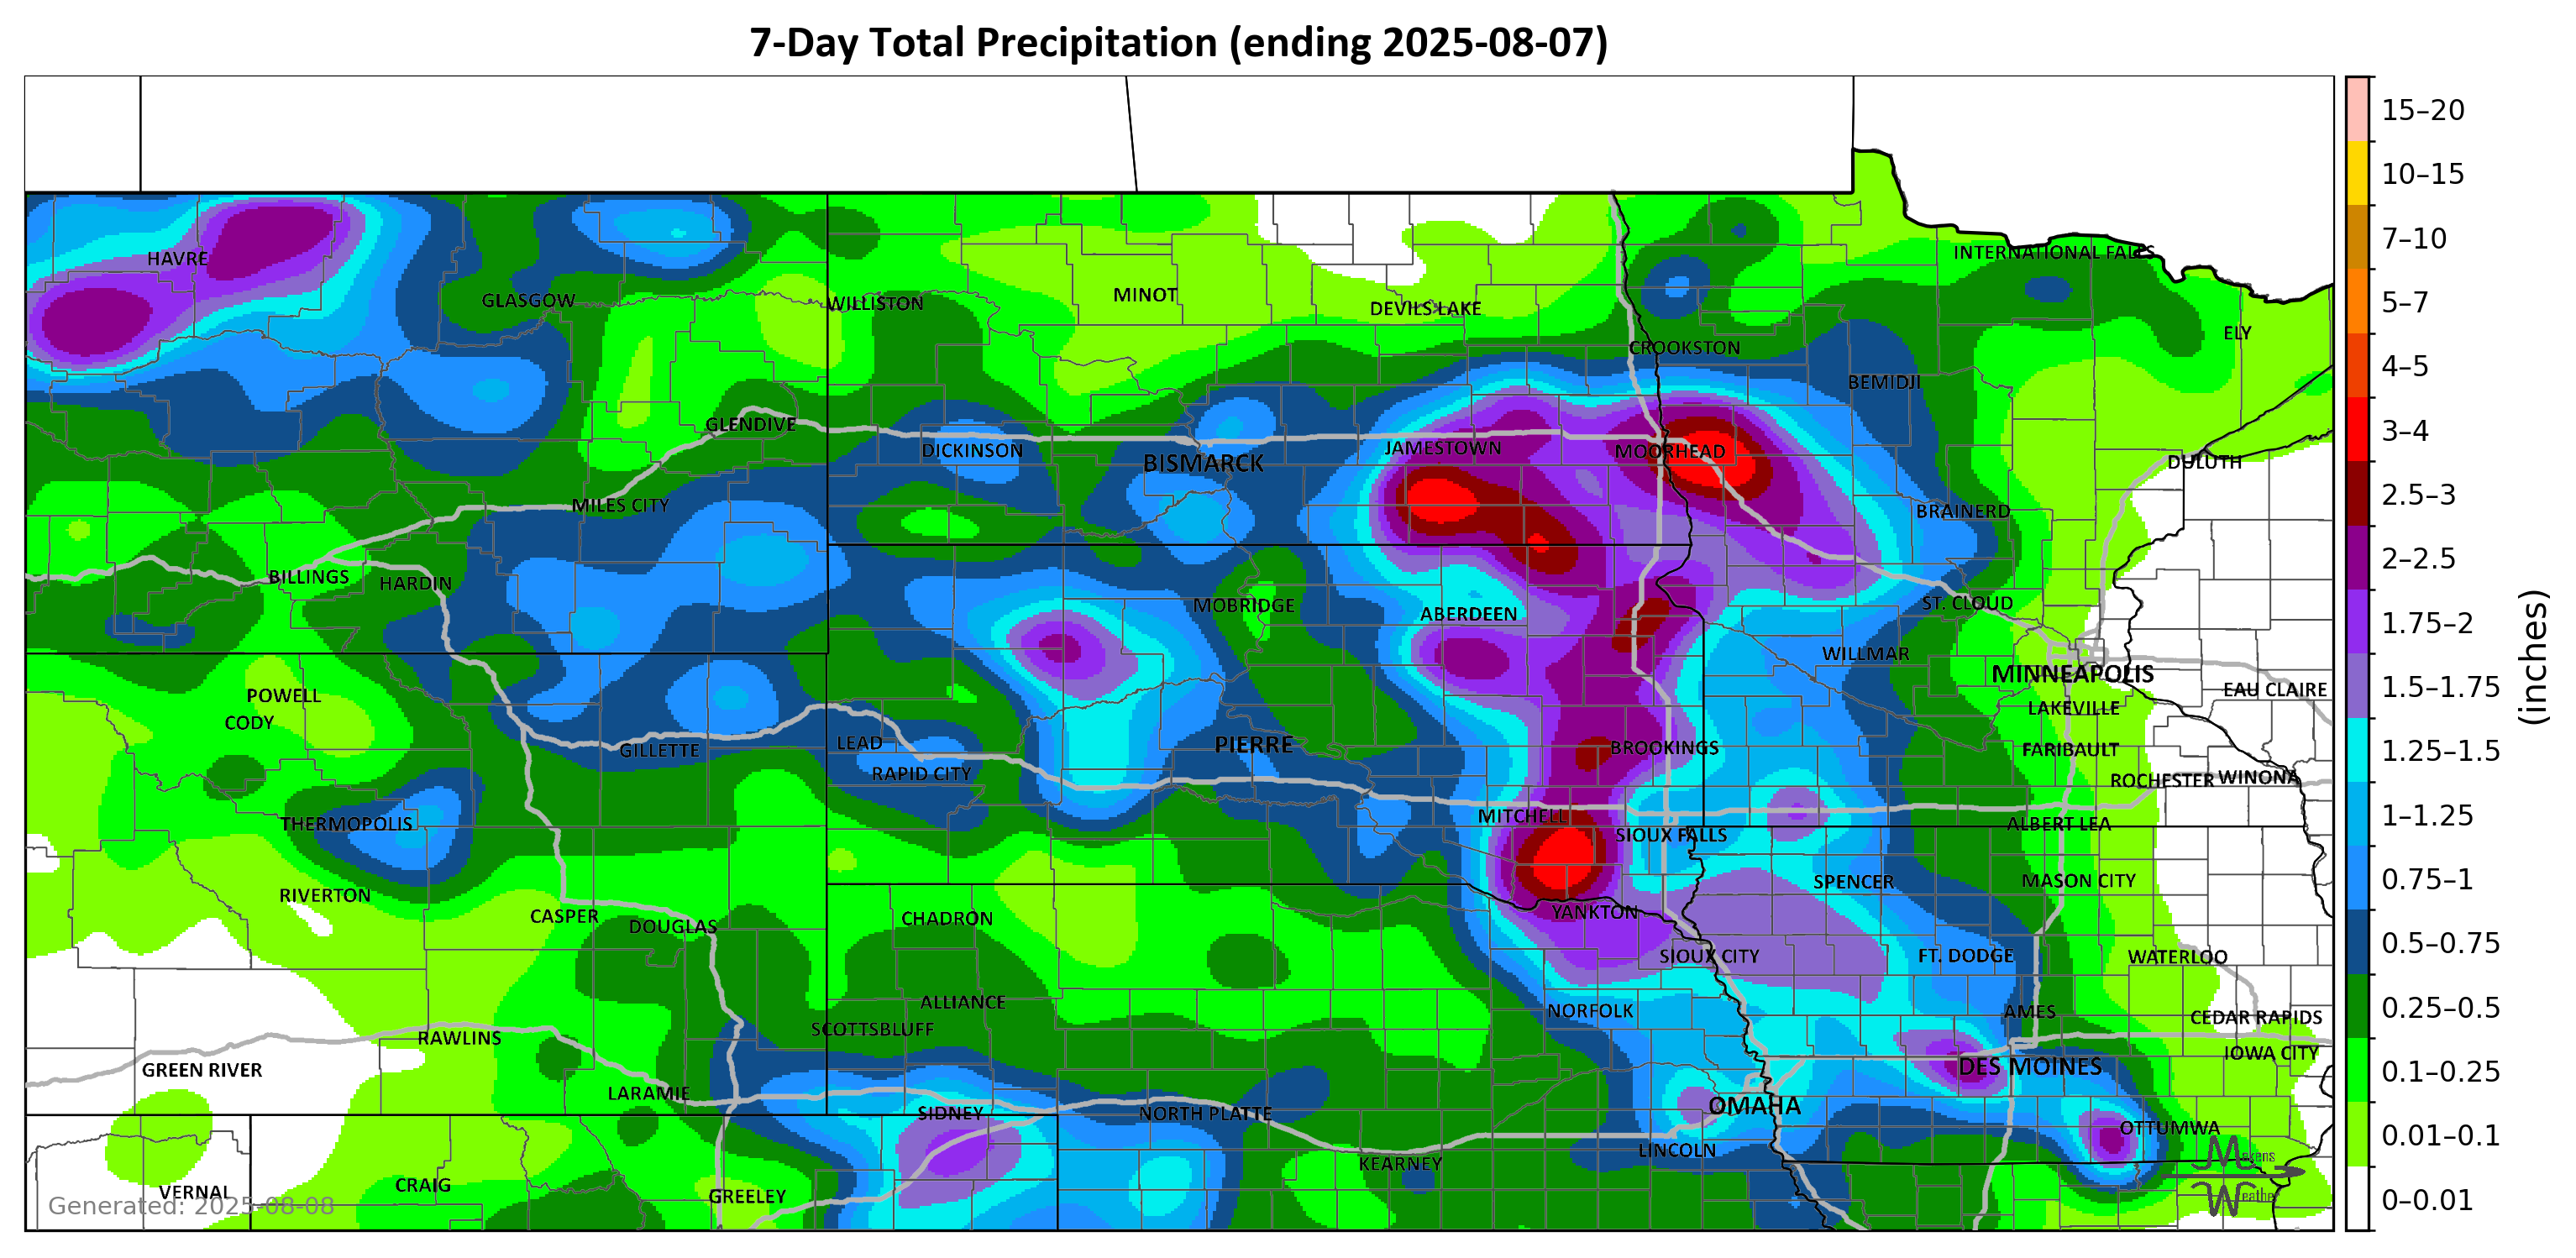 7-Day Total Precipitation (ending 2025-08-07)
15–20
10–15
7–10
5–7
4–5
3–4
2.5–3
2–2.5
1.75–2
1.5–1.75
1.25–1.5
1–1.25
0.75–1
0.5–0.75
0.25–0.5
0.1–0.25
0.01–0.1
0–0.01
(inches)
INTERNATIONAL FALLS
HAVRE
GLASGOW
WILLISTON
MINOT
DEVILS LAKE
ELY
CROOKSTON
BEMIDJI
GLENDIVE
DICKINSON
BISMARCK
JAMESTOWN
MOORHEAD
DULUTH
MILES CITY
BRAINERD
BILLINGS
HARDIN
MOBRIDGE
ABERDEEN
ST. CLOUD
WILLMAR
MINNEAPOLIS
EAU CLAIRE
POWELL
CODY
LAKEVILLE
GILLETTE
LEAD
RAPID CITY
PIERRE
BROOKINGS
FARIBAULT
ROCHESTER
WINONA
THERMOPOLIS
MITCHELL
SIOUX FALLS
ALBERT LEA
RIVERTON
SPENCER
MASON CITY
CASPER
DOUGLAS
CHADRON
YANKTON
SIOUX CITY
FT. DODGE
WATERLOO
ALLIANCE
NORFOLK
AMES
CEDAR RAPIDS
SCOTTSBLUFF
RAWLINS
IOWA CITY
GREEN RIVER
DES MOINES
LARAMIE
SIDNEY
NORTH PLATTE
OMAHA
OTTUMWA
LINCOLN
KEARNEY
VERNAL
CRAIG
GREELEY
Makens
Weather
Generated: 2025-08-08